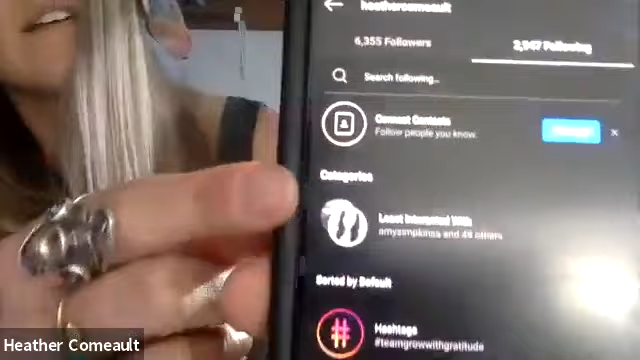 heathercomeault
6,355 Followers
2,947 Following
Search following...
Connect Contacts
Follow people you know.
Categories
Least Interacted With
amysimpkinss and 49 others
Sorted by Default
Hashtags
#teamgrowwithgratitude
Heather Comeault